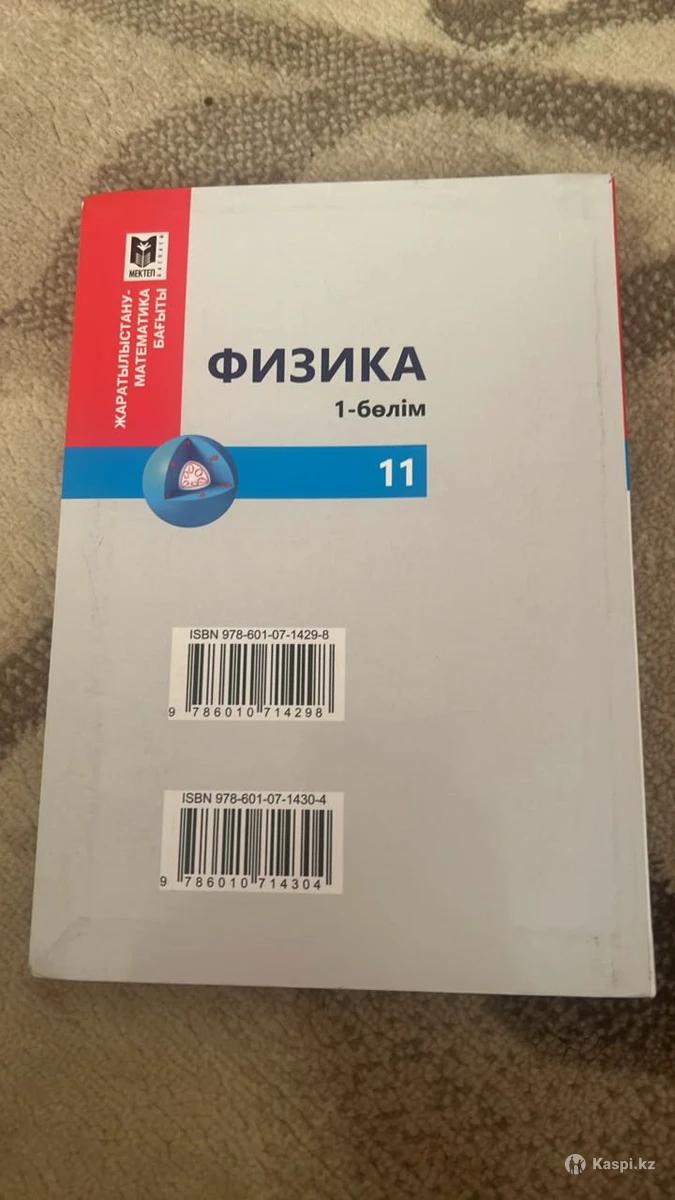 МЕКТЕП
БАСПАСЫ
ЖАРАТЫЛЫСТАНУ-
МАТЕМАТИКА
БАҒЫТЫ
ФИЗИКА
1-бөлім
11
ISBN 978-601-07-1429-8
9 786010 714298
ISBN 978-601-07-1430-4
9 786010 714304
Kaspi.kz